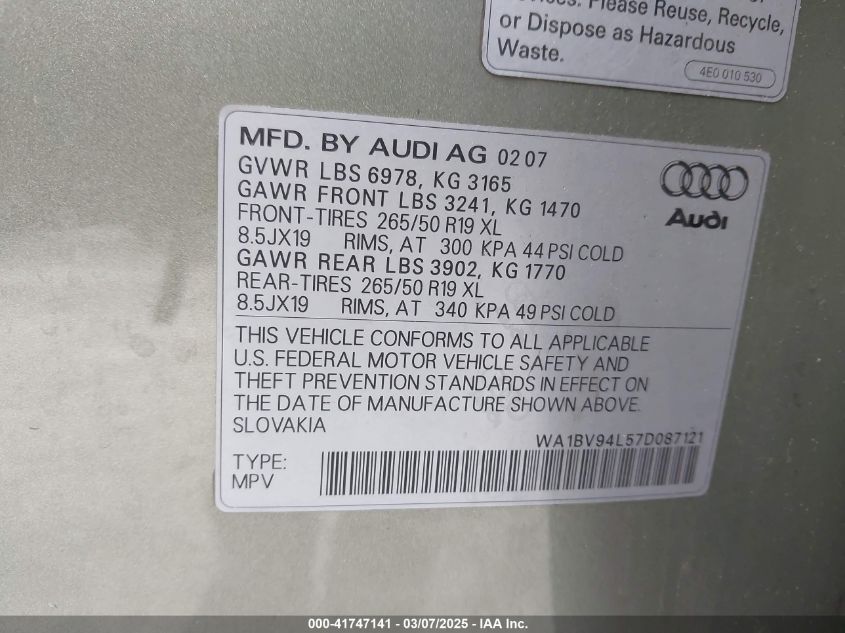 Please Reuse, Recycle,
or Dispose as Hazardous
Waste.
4E0 010 530
MFD. BY AUDI AG 02 07
GVWR LBS 6978, KG 3165
GAWR FRONT LBS 3241, KG 1470
FRONT-TIRES 265/50 R19 XL
8.5JX19 RIMS, AT 300 KPA 44 PSI COLD
GAWR REAR LBS 3902, KG 1770
REAR-TIRES 265/50 R19 XL
8.5JX19 RIMS, AT 340 KPA 49 PSI COLD
Audi
THIS VEHICLE CONFORMS TO ALL APPLICABLE
U.S. FEDERAL MOTOR VEHICLE SAFETY AND
THEFT PREVENTION STANDARDS IN EFFECT ON
THE DATE OF MANUFACTURE SHOWN ABOVE.
SLOVAKIA
WA1BV94L57D087121
TYPE:
MPV
000-41747141 - 03/07/2025 - IAA Inc.